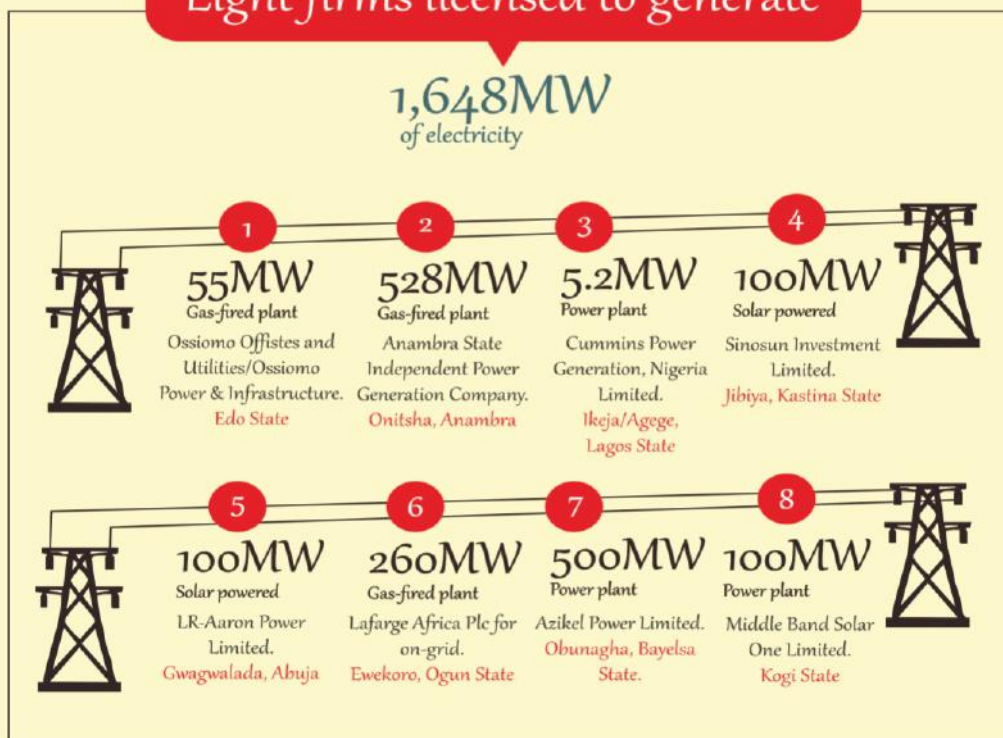 Eight firms licensed to generate
1,648MW
of electricity
1
55MW
Gas-fired plant
Ossiomo Offistes and
Utilities/Ossiomo
Power & Infrastructure.
Edo State
2
528MW
Gas-fired plant
Anambra State
Independent Power
Generation Company.
Onitsha, Anambra
3
5.2MW
Power plant
Cummins Power
Generation, Nigeria
Limited.
Ikeja/Agege,
Lagos State
4
100MW
Solar powered
Sinosun Investment
Limited.
Jibiya, Kastina State
5
100MW
Solar powered
LR-Aaron Power
Limited.
Gwagwalada, Abuja
6
260MW
Gas-fired plant
Lafarge Africa Plc for
on-grid.
Ewekoro, Ogun State
7
500MW
Power plant
Azikel Power Limited.
Obunagha, Bayelsa
State.
8
100MW
Power plant
Middle Band Solar
One Limited.
Kogi State